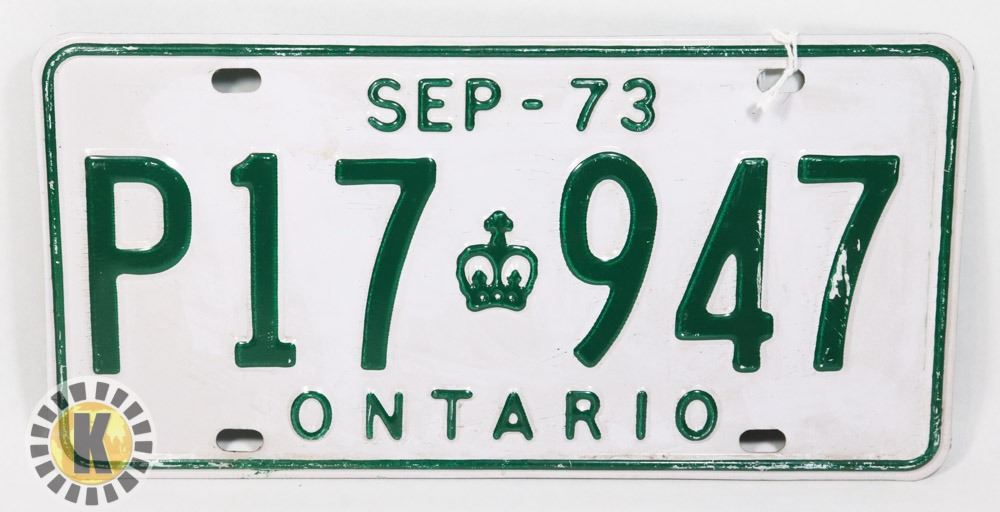 SEP-73
P17 947
ONTARIO
K